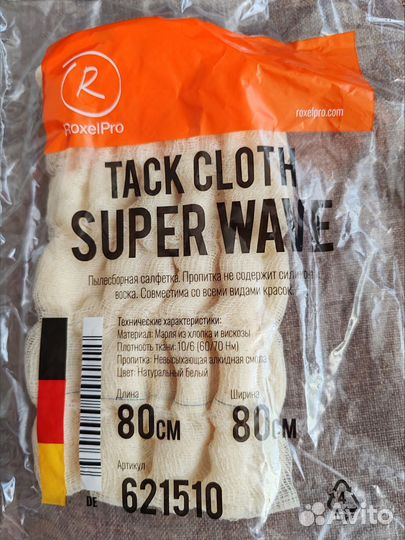 R
RoxelPro
roxelpro.com
TACK CLOTH
SUPER WAVE
Пылесборная салфетка. Пропитка не содержит силикон
воска. Совместима со всеми видами красок.
Технические характеристики:
Материал: Марля из хлопка и вискозы
Плотность ткани: 10/6 (60/70 Нм)
Пропитка: Невысыхающая алкидная смола
Цвет: Натуральный Белый
Длина Ширина
80СМ 80СМ
Артикул
DE 621510
4
Avito